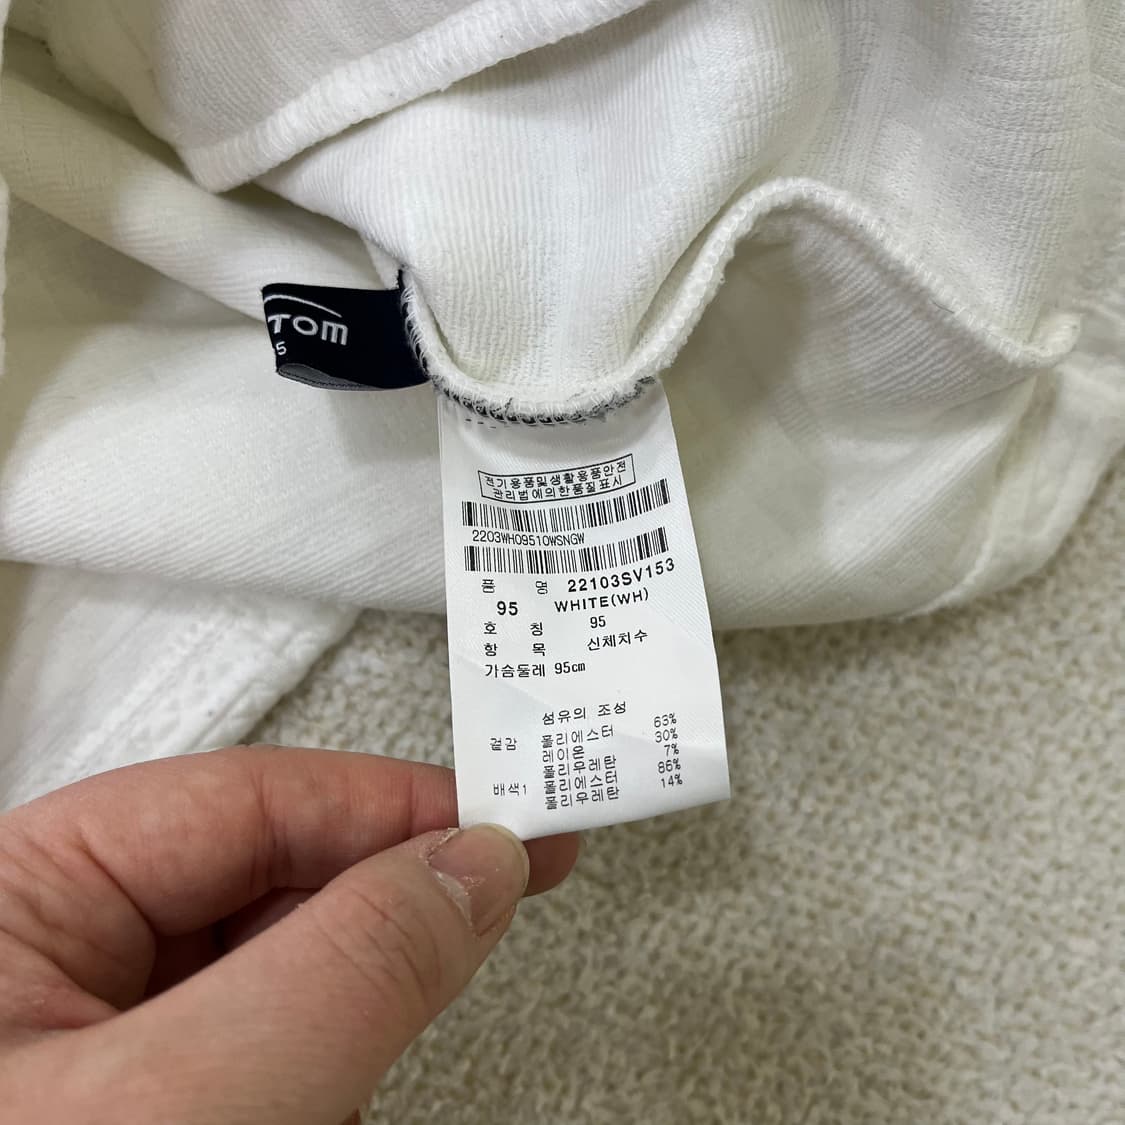 TOM
5
전기용품및생활용품안전
관리법에의한품질표시
2203WH09510WSNGW
품 명 22103SV153
95 WHITE(WH)
호 칭 95
항 목 신체치수
가슴둘레 95cm
섬유의 조성
겉감 폴리에스터 63%
레이온 30%
폴리우레탄 7%
배색1 폴리에스터 86%
폴리우레탄 14%